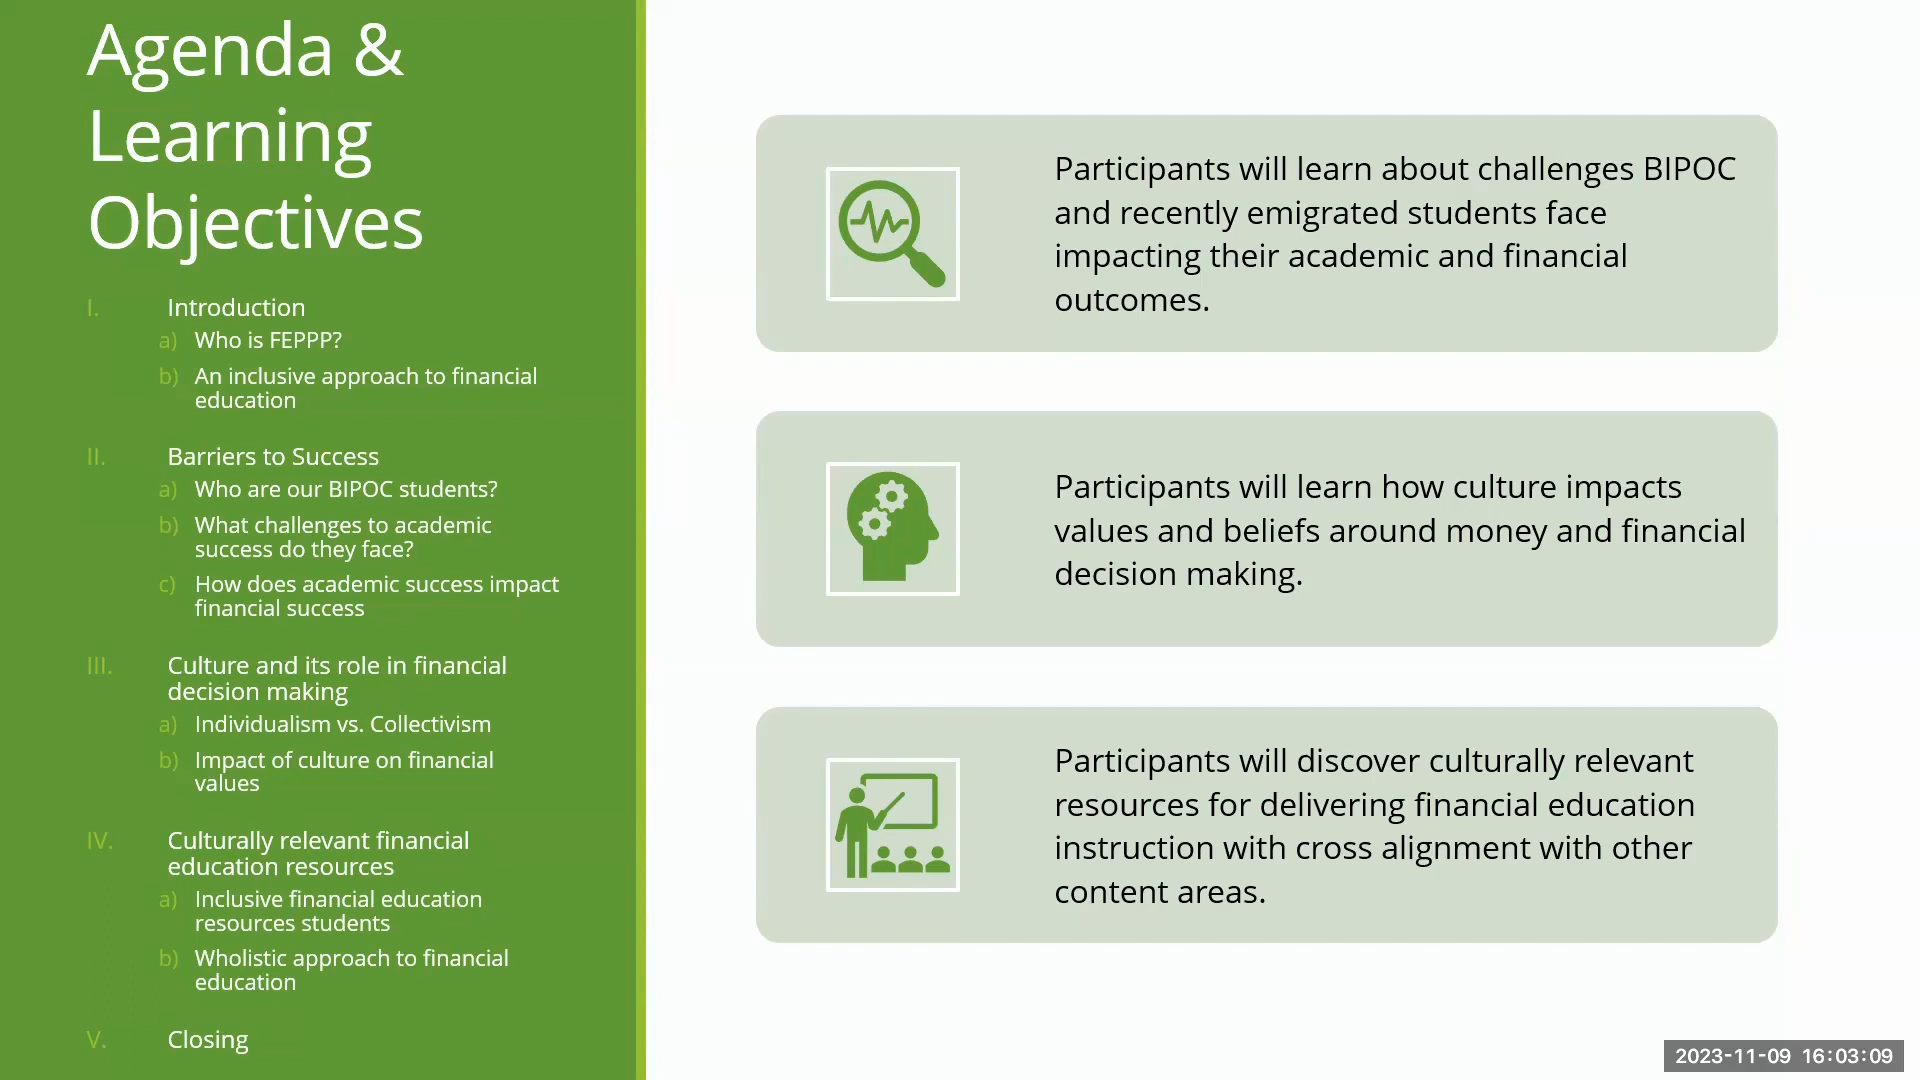 Agenda &
Learning
Objectives
I. Introduction
a) Who is FEPPP?
b) An inclusive approach to financial
education
II. Barriers to Success
a) Who are our BIPOC students?
b) What challenges to academic
success do they face?
c) How does academic success impact
financial success
III. Culture and its role in financial
decision making
a) Individualism vs. Collectivism
b) Impact of culture on financial
values
IV. Culturally relevant financial
education resources
a) Inclusive financial education
resources students
b) Wholistic approach to financial
education
V. Closing
Participants will learn about challenges BIPOC
and recently emigrated students face
impacting their academic and financial
outcomes.
Participants will learn how culture impacts
values and beliefs around money and financial
decision making.
Participants will discover culturally relevant
resources for delivering financial education
instruction with cross alignment with other
content areas.
2023-11-09 16:03:09